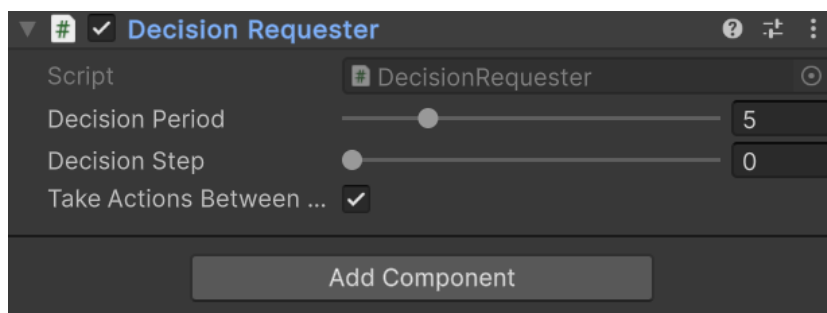 # Decision Requester
Script # DecisionRequester
Decision Period 5
Decision Step 0
Take Actions Between ...
Add Component